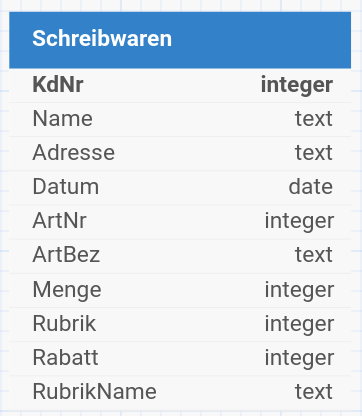 Schreibwaren
KdNr integer
Name text
Adresse text
Datum date
ArtNr integer
ArtBez text
Menge integer
Rubrik integer
Rabatt integer
RubrikName text